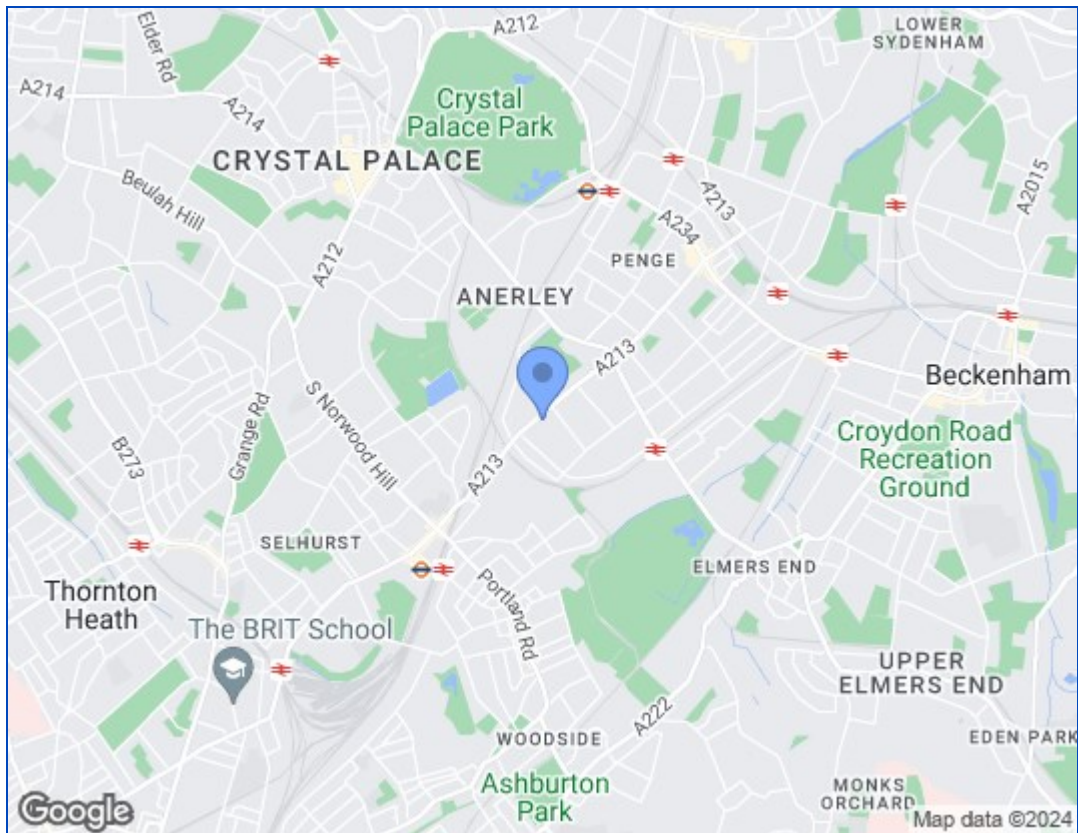 LOWER
SYDENHAM
A212
Elder Rd
A214
A214
Crystal
Palace Park
CRYSTAL PALACE
A2015
Beulah Hill
A213
A234
A212
PENGE
ANERLEY
A213
Beckenham
S Norwood Hill
Grange Rd
B273
Croydon Road
Recreation
Ground
A213
SELHURST
ELMERS END
Thornton
Heath
Portland Rd
The BRIT School
UPPER
ELMERS END
A222
WOODSIDE
EDEN PARK
Ashburton
Park
MONKS
ORCHARD
Google
Map data ©2024